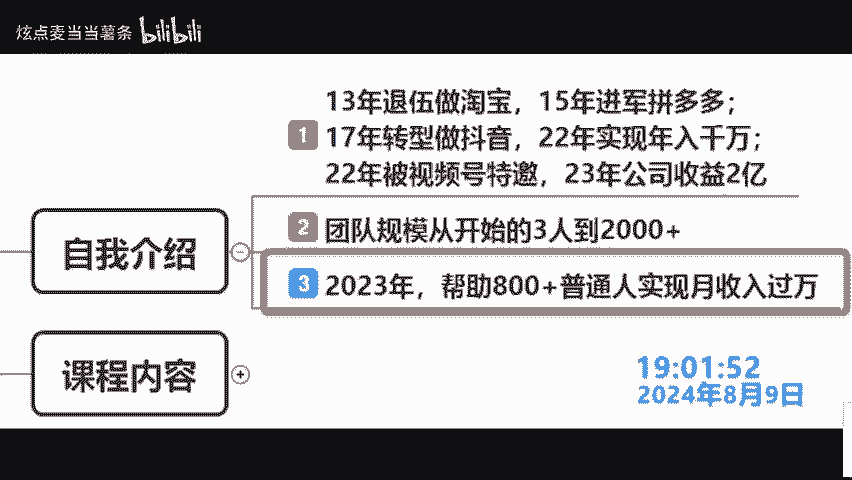 炫点麦当当薯条 bilibili
13年退伍做淘宝，15年进军拼多多；
1 17年转型做抖音，22年实现年入千万；
22年被视频号特邀，23年公司收益2亿
自我介绍
2 团队规模从开始的3人到2000+
3 2023年，帮助800+普通人实现月收入过万
课程内容
19:01:52
2024年8月9日